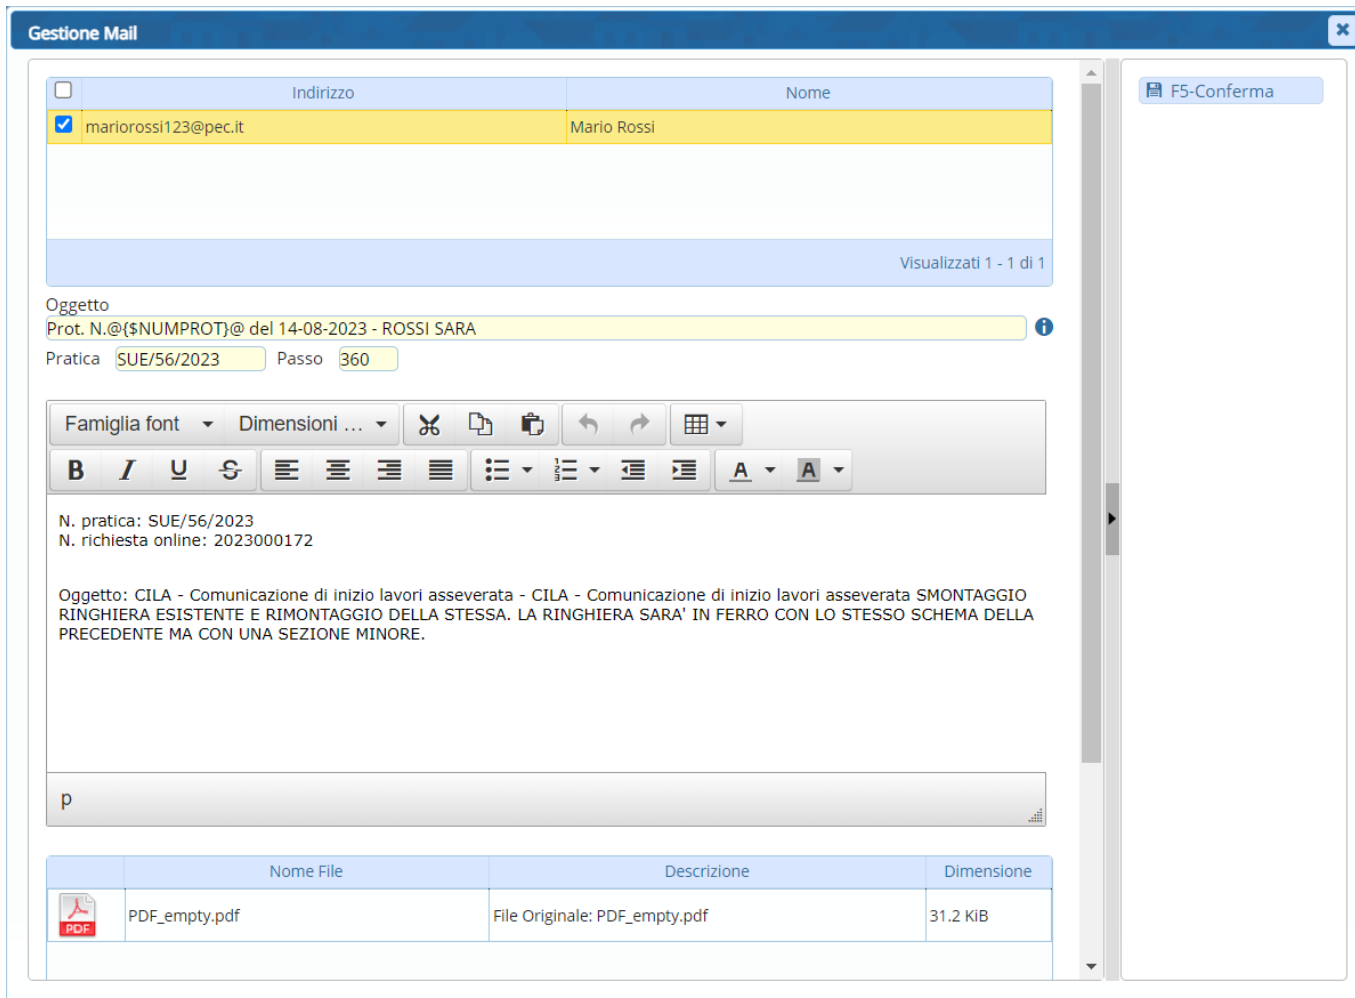 Gestione Mail
Indirizzo Nome
mariorossi123@pec.it Mario Rossi
Visualizzati 1 - 1 di 1
F5-Conferma
Oggetto
Prot. N.@{$NUMPROT}@ del 14-08-2023 - ROSSI SARA
Pratica SUE/56/2023 Passo 360
Famiglia font Dimensioni ...
B I U S A A
N. pratica: SUE/56/2023
N. richiesta online: 2023000172
Oggetto: CILA - Comunicazione di inizio lavori asseverata - CILA - Comunicazione di inizio lavori asseverata SMONTAGGIO
RINGHIERA ESISTENTE E RIMONTAGGIO DELLA STESSA. LA RINGHIERA SARA' IN FERRO CON LO STESSO SCHEMA DELLA
PRECEDENTE MA CON UNA SEZIONE MINORE.
p
Nome File Descrizione Dimensione
PDF PDF_empty.pdf File Originale: PDF_empty.pdf 31.2 KiB